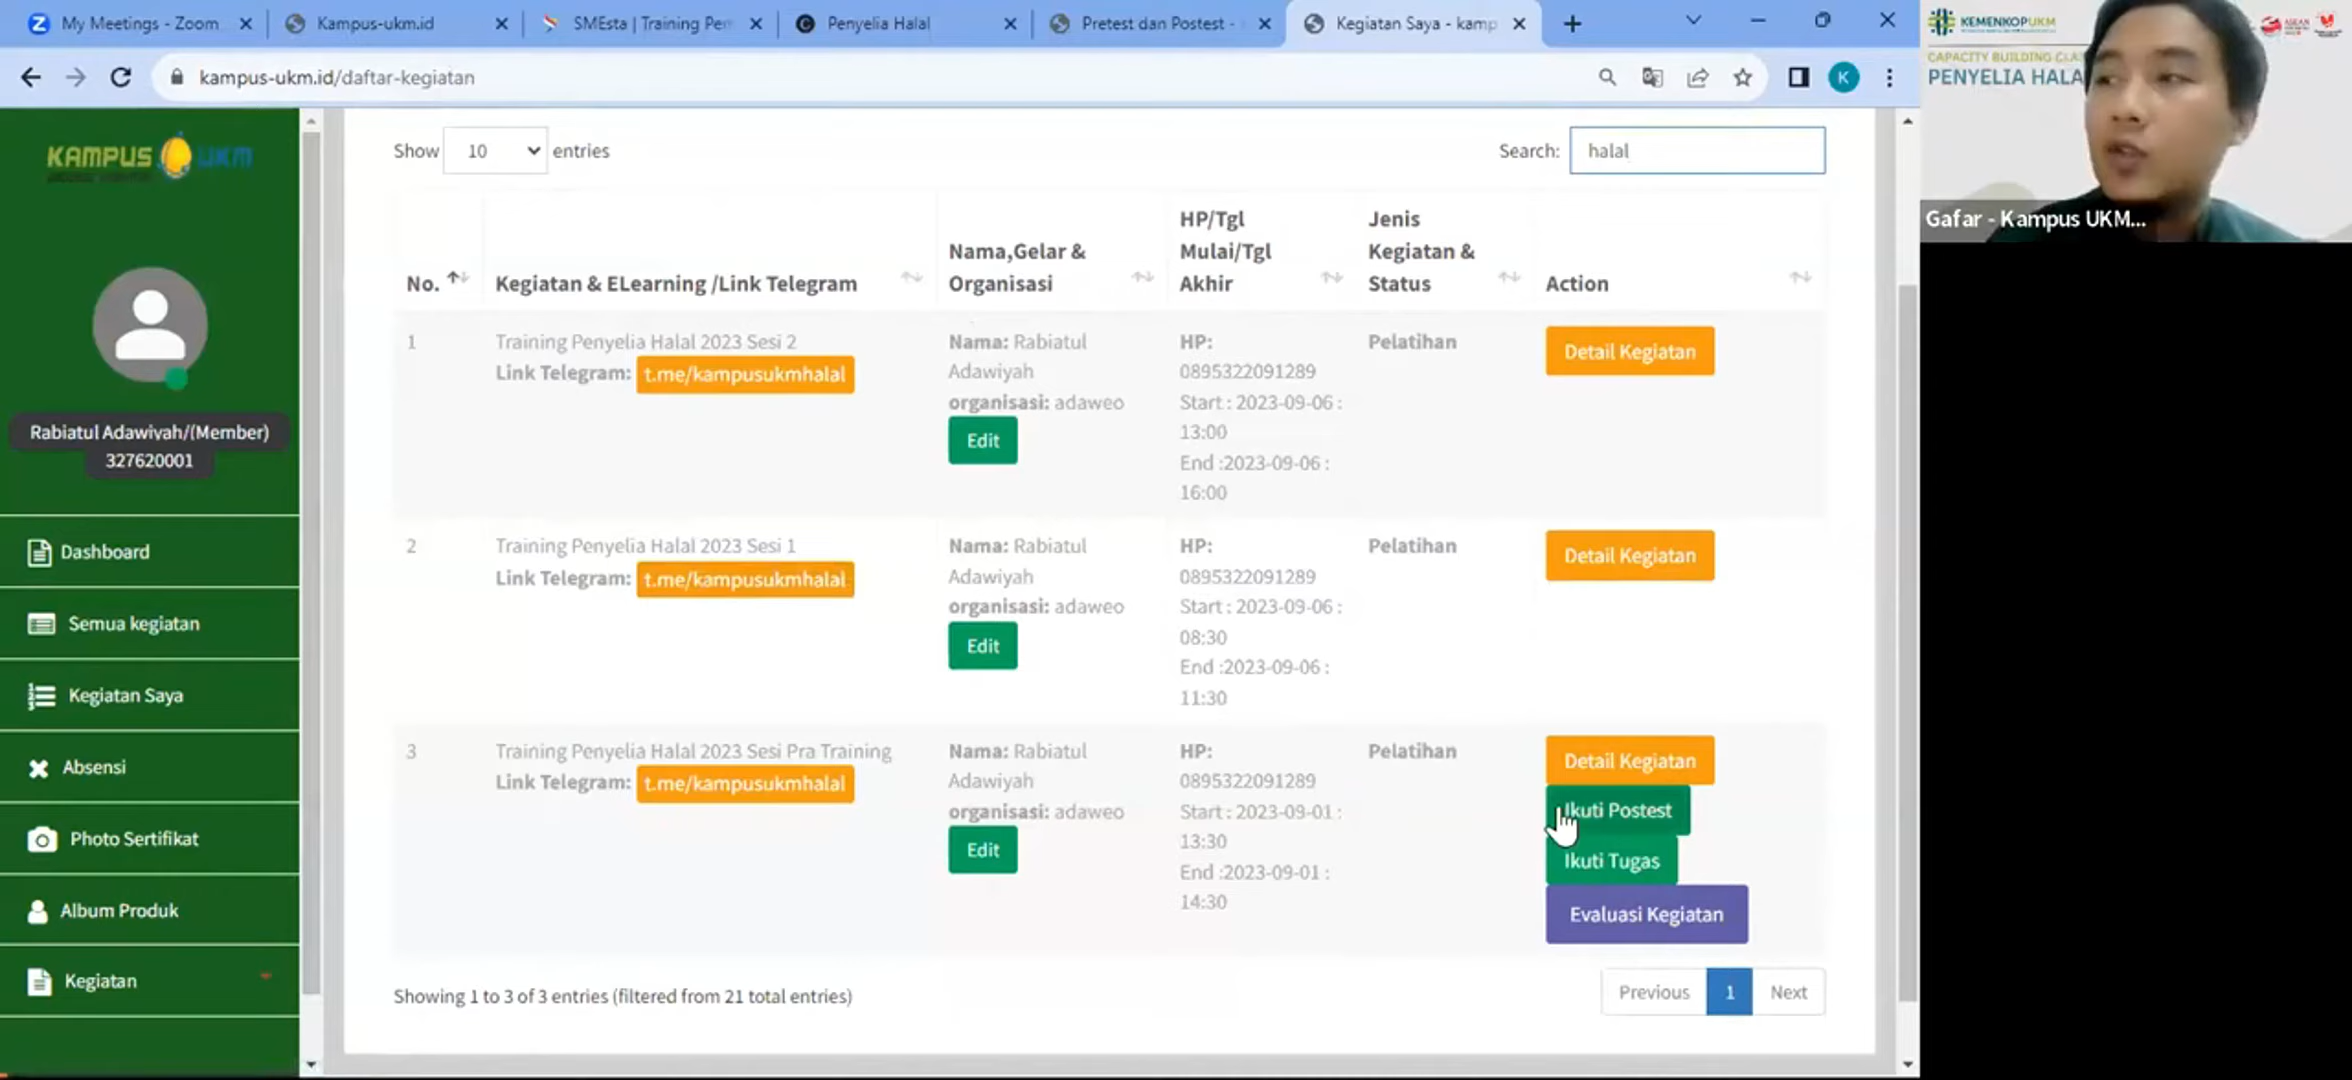 My Meetings - Zoom
Kampus-ukm.id
SMEsta | Training Pen
Penyelia Halal
Pretest dan Postest -
Kegiatan Saya - kamp
kampus-ukm.id/daftar-kegiatan
K
KEMENKOPUKM
CAPACITY BUILDING CLA
PENYELIA HALA
Gafar - Kampus UKM...
KAMPUS UKM
Rabiatul Adawiyah/(Member)
327620001
Dashboard
Semua kegiatan
Kegiatan Saya
Absensi
Photo Sertifikat
Album Produk
Kegiatan
Show 10 entries
Search: halal
No.
Kegiatan & ELearning /Link Telegram
Nama,Gelar &
Organisasi
HP/Tgl
Mulai/Tgl
Akhir
Jenis
Kegiatan &
Status
Action
1
Training Penyelia Halal 2023 Sesi 2
Link Telegram: t.me/kampusukmhalal
Nama: Rabiatul
Adawiyah
organisasi: adaweo
Edit
HP:
0895322091289
Start : 2023-09-06 :
13:00
End :2023-09-06 :
16:00
Pelatihan
Detail Kegiatan
2
Training Penyelia Halal 2023 Sesi 1
Link Telegram: t.me/kampusukmhalal
Nama: Rabiatul
Adawiyah
organisasi: adaweo
Edit
HP:
0895322091289
Start : 2023-09-06 :
08:30
End :2023-09-06 :
11:30
Pelatihan
Detail Kegiatan
3
Training Penyelia Halal 2023 Sesi Pra Training
Link Telegram: t.me/kampusukmhalal
Nama: Rabiatul
Adawiyah
organisasi: adaweo
Edit
HP:
0895322091289
Start : 2023-09-01 :
13:30
End :2023-09-01 :
14:30
Pelatihan
Detail Kegiatan
Ikuti Postest
Ikuti Tugas
Evaluasi Kegiatan
Showing 1 to 3 of 3 entries (filtered from 21 total entries)
Previous 1 Next